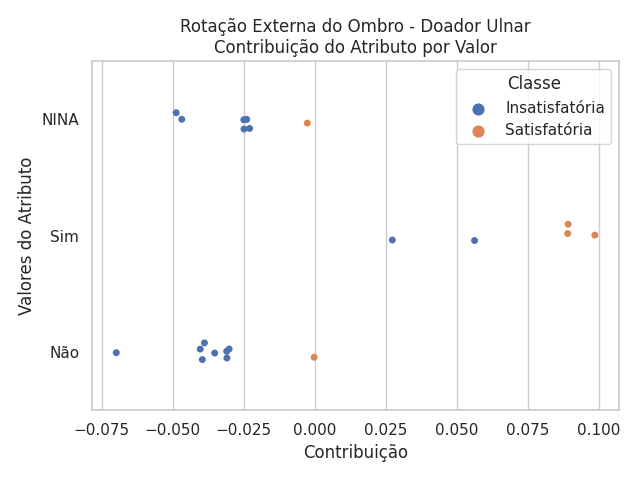 Rotação Externa do Ombro - Doador Ulnar
Contribuição do Atributo por Valor
Classe
Insatisfatória
Satisfatória
Valores do Atributo
NINA
Sim
Não
−0.075 −0.050 −0.025 0.000 0.025 0.050 0.075 0.100
Contribuição